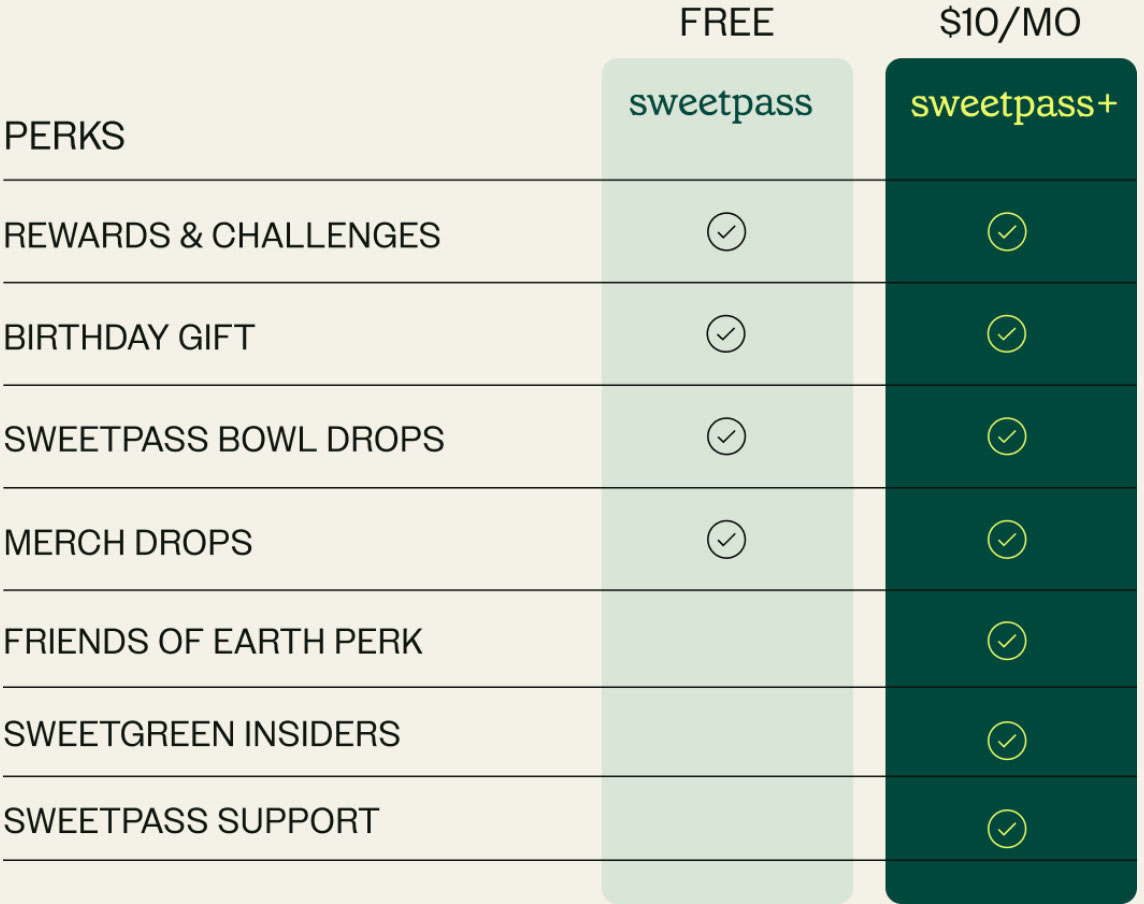 FREE $10/MO
sweetpass sweetpass+
PERKS
REWARDS & CHALLENGES
BIRTHDAY GIFT
SWEETPASS BOWL DROPS
MERCH DROPS
FRIENDS OF EARTH PERK
SWEETGREEN INSIDERS
SWEETPASS SUPPORT